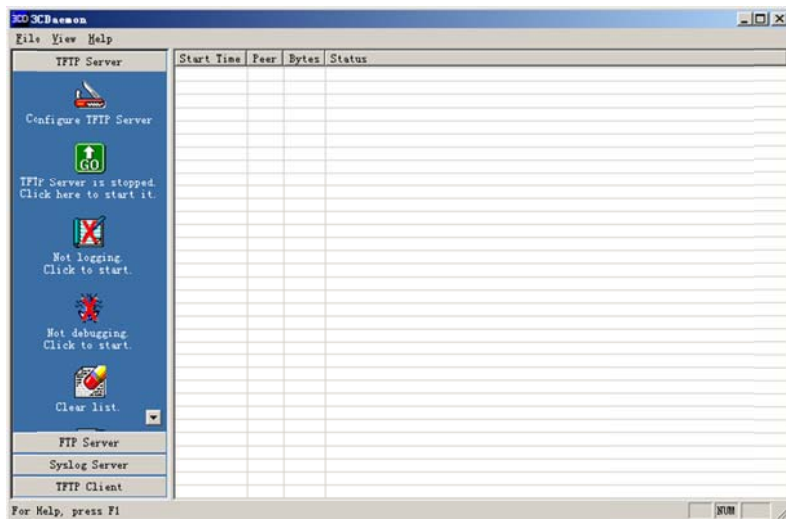 3CD 3CDaemon
File View Help
TFTP Server
Start Time Peer Bytes Status
Configure TFTP Server
GO
TFTP Server is stopped.
Click here to start it.
Not logging.
Click to start.
Not debugging.
Click to start.
Clear list.
FTP Server
Syslog Server
TFTP Client
For Help, press F1
NUM